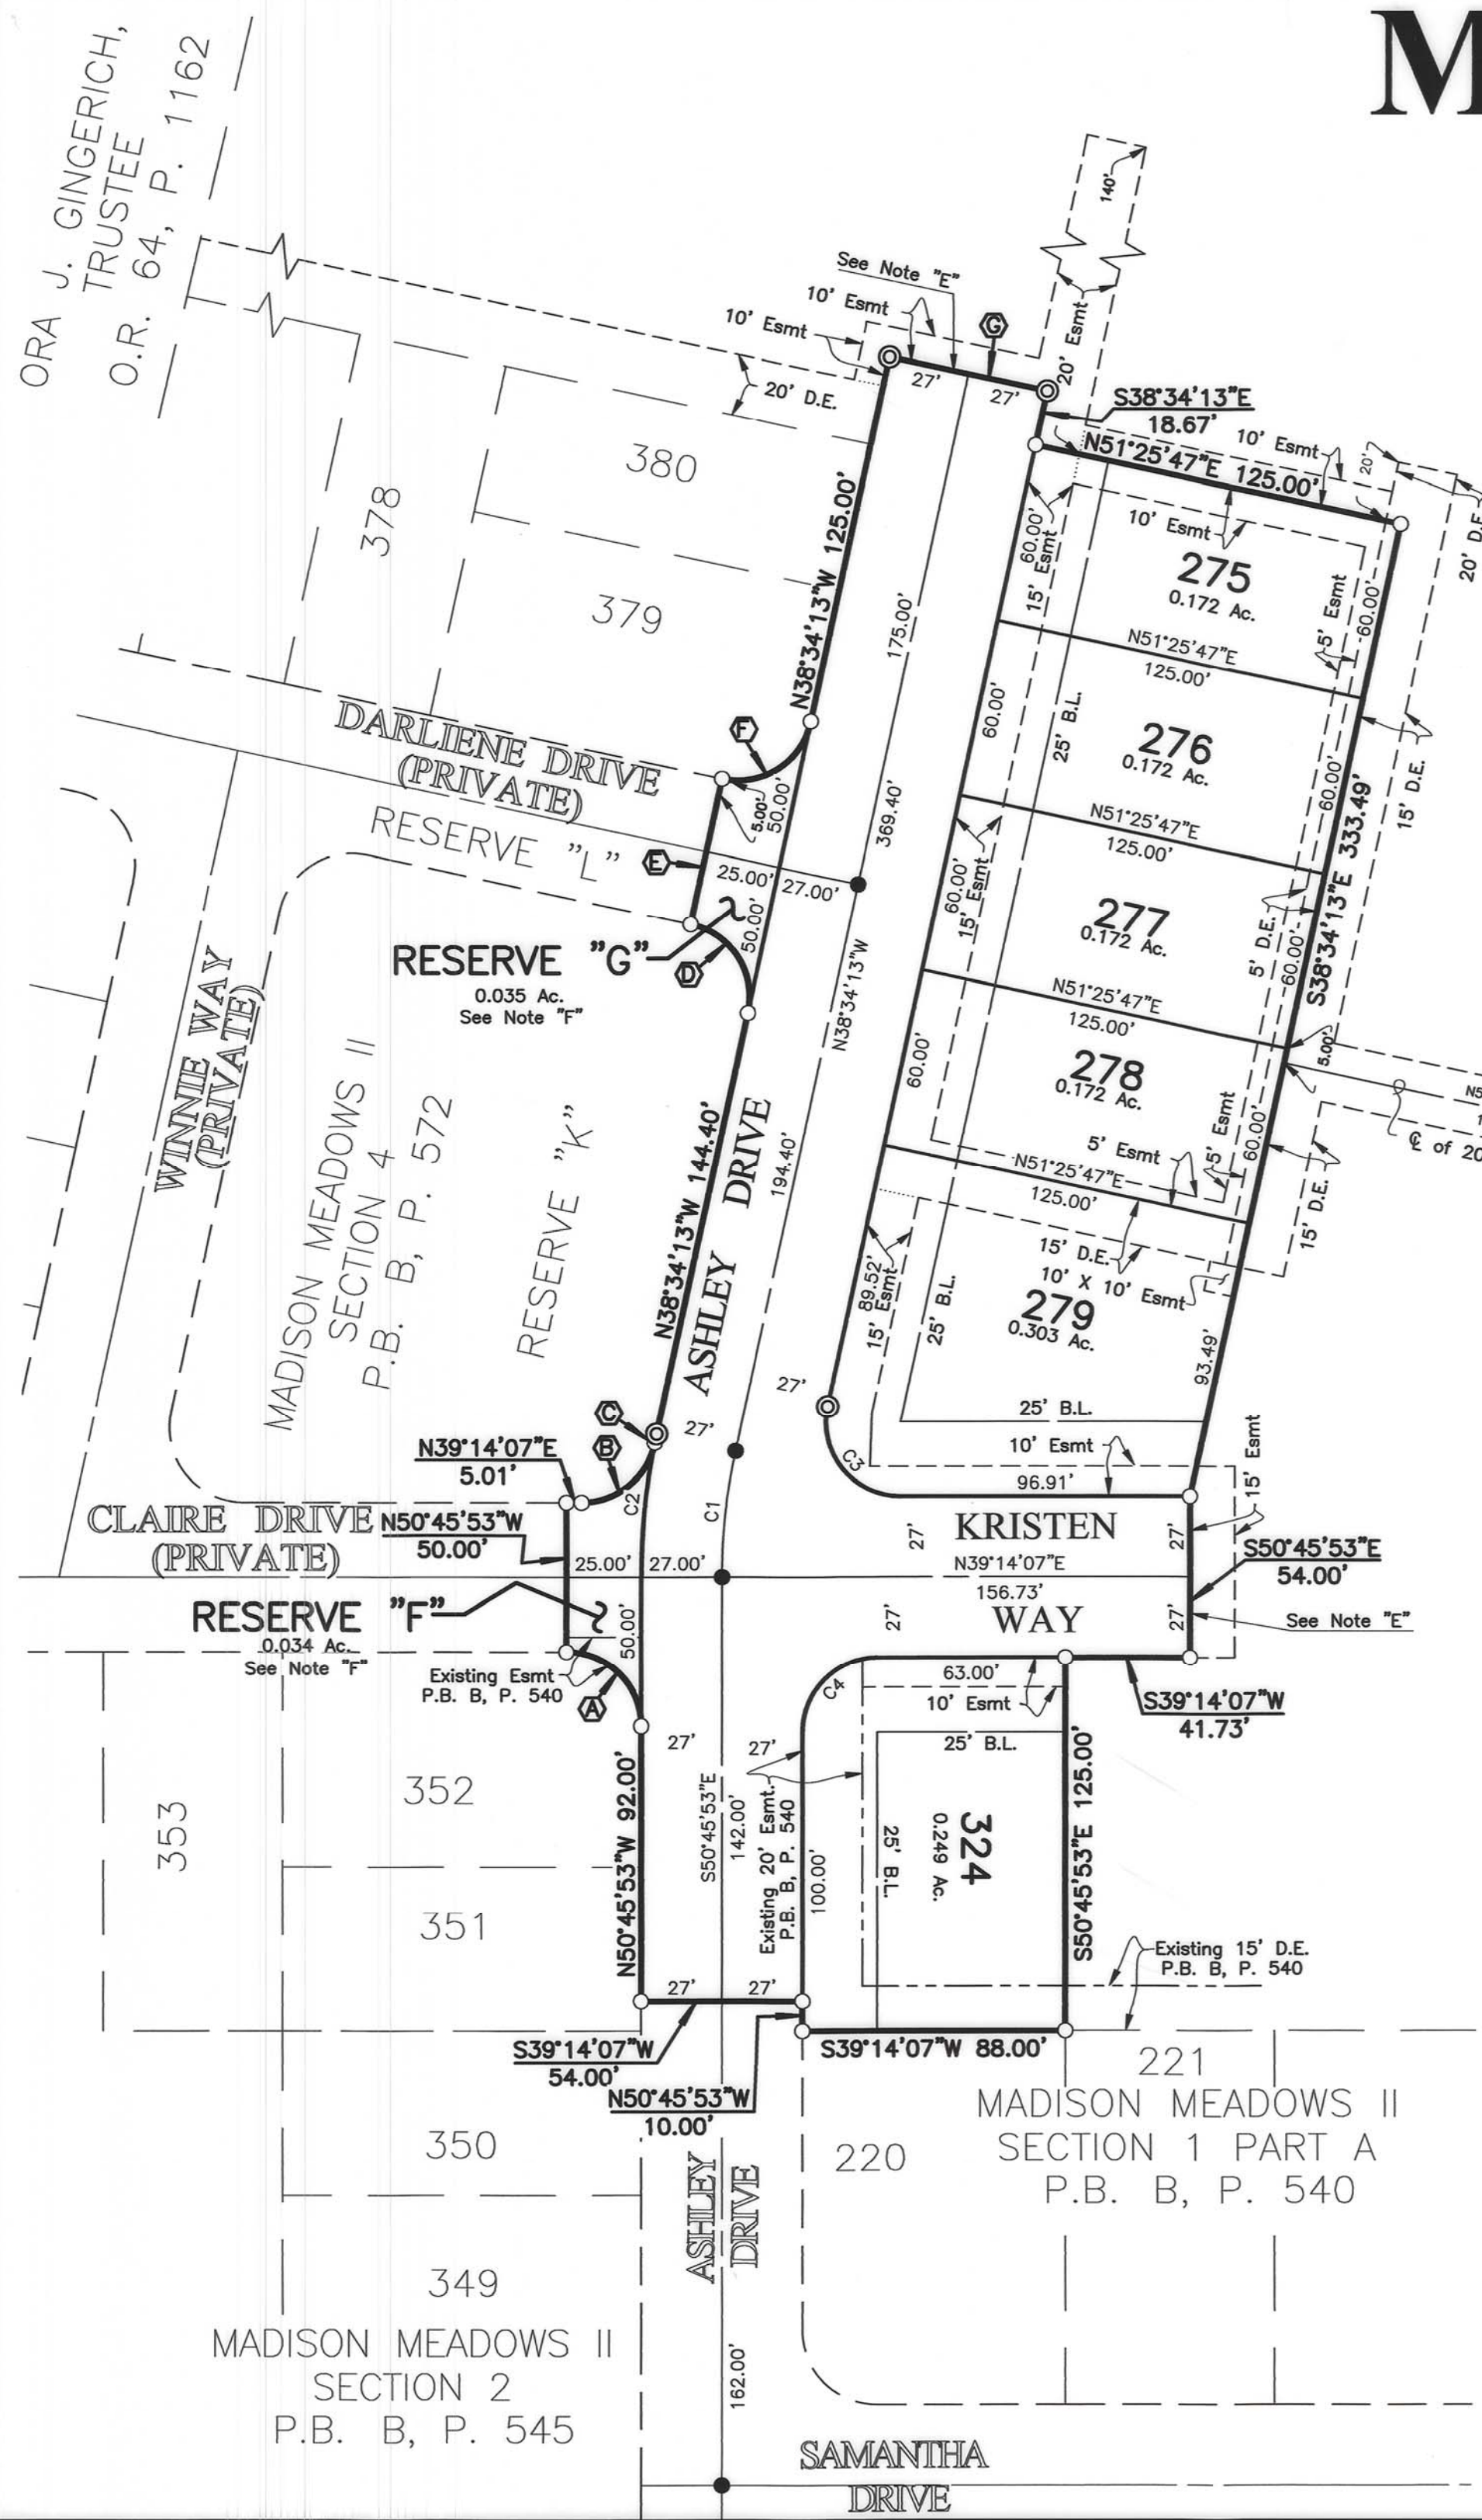 M
ORA J. GINGERICH,
TRUSTEE
O.R. 64, P. 1162
140'
See Note "E"
10' Esmt
10' Esmt
G
20' Esmt
27'
27'
20' D.E.
S38°34'13"E
18.67'
10' Esmt
20'
N51°25'47"E 125.00'
20' D.E.
380
378
379
N38°34'13"W 125.00'
60.00'
15' Esmt
10' Esmt
275
0.172 Ac.
5' Esmt
60.00'
175.00'
N51°25'47"E
125.00'
DARLIENE DRIVE
(PRIVATE)
F
60.00'
25' B.L.
276
0.172 Ac.
60.00'
15' D.E.
5.00'
50.00'
369.40'
N51°25'47"E
125.00'
S38°34'13"E 333.49'
RESERVE "L"
E
25.00'
27.00'
60.00'
15' Esmt
277
0.172 Ac.
50.00'
5' D.E.
60.00'
RESERVE "G"
0.035 Ac.
See Note "F"
D
N38°34'13"W
N51°25'47"E
125.00'
WINNIE WAY
(PRIVATE)
60.00'
278
0.172 Ac.
5.00'
N5
MADISON MEADOWS II
SECTION 4
P.B. B, P. 572
RESERVE "K"
5' Esmt
5' Esmt
60.00'
℄ of 20
N38°34'13"W 144.40'
ASHLEY DRIVE
194.40'
N51°25'47"E
125.00'
15' D.E.
15' D.E.
10' X 10' Esmt
89.52'
15' Esmt
25' B.L.
279
0.303 Ac.
93.49'
27'
C
27'
25' B.L.
10' Esmt
15' Esmt
N39°14'07"E
5.01'
B
C3
96.91'
C2
C1
CLAIRE DRIVE
(PRIVATE)
N50°45'53"W
50.00'
27'
KRISTEN
27'
S50°45'53"E
54.00'
25.00'
27.00'
N39°14'07"E
156.73'
RESERVE "F"
0.034 Ac.
See Note "F"
50.00'
27'
WAY
27'
See Note "E"
Existing Esmt
P.B. B, P. 540
A
C4
63.00'
10' Esmt
S39°14'07"W
41.73'
27'
27'
25' B.L.
353
352
351
N50°45'53"W 92.00'
S50°45'53"E
142.00'
Existing 20' Esmt.
P.B. B, P. 540
100.00'
25' B.L.
324
0.249 Ac.
S50°45'53"E 125.00'
Existing 15' D.E.
P.B. B, P. 540
27'
27'
S39°14'07"W
54.00'
S39°14'07"W 88.00'
N50°45'53"W
10.00'
221
MADISON MEADOWS II
SECTION 1 PART A
P.B. B, P. 540
350
220
ASHLEY
DRIVE
349
MADISON MEADOWS II
SECTION 2
P.B. B, P. 545
162.00'
SAMANTHA
DRIVE